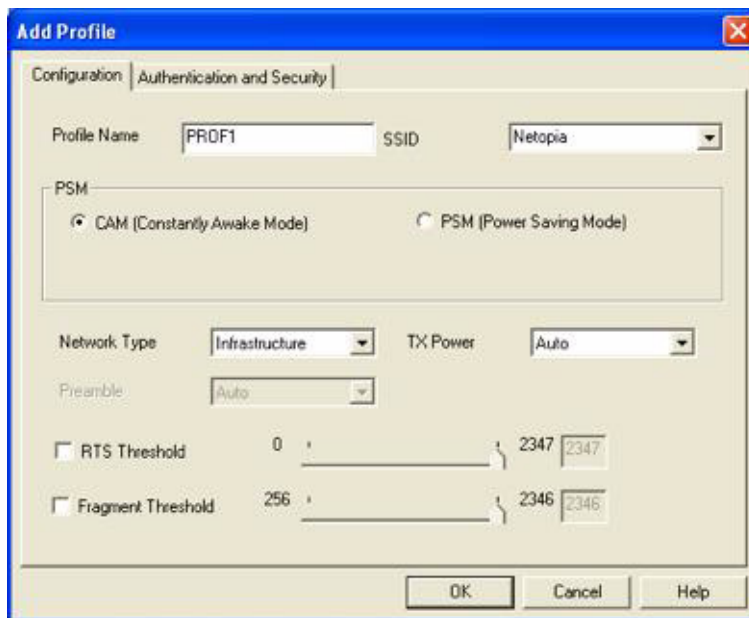 Add Profile
Configuration Authentication and Security
Profile Name PROF1 SSID Netopia
PSM
CAM (Constantly Awake Mode) PSM (Power Saving Mode)
Network Type Infrastructure TX Power Auto
Preamble Auto
RTS Threshold 0 2347 2347
Fragment Threshold 256 2346 2346
OK Cancel Help